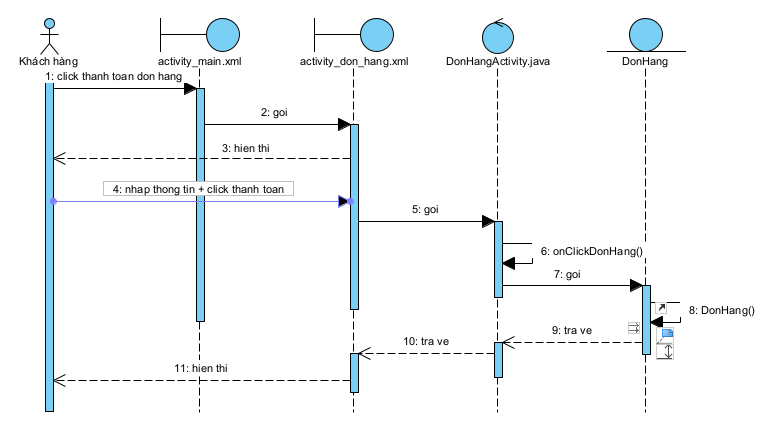 Khách hàng
activity_main.xml
activity_don_hang.xml
DonHangActivity.java
DonHang
1: click thanh toan don hang
2: goi
3: hien thi
4: nhap thong tin + click thanh toan
5: goi
6: onClickDonHang()
7: goi
8: DonHang()
9: tra ve
10: tra ve
11: hien thi